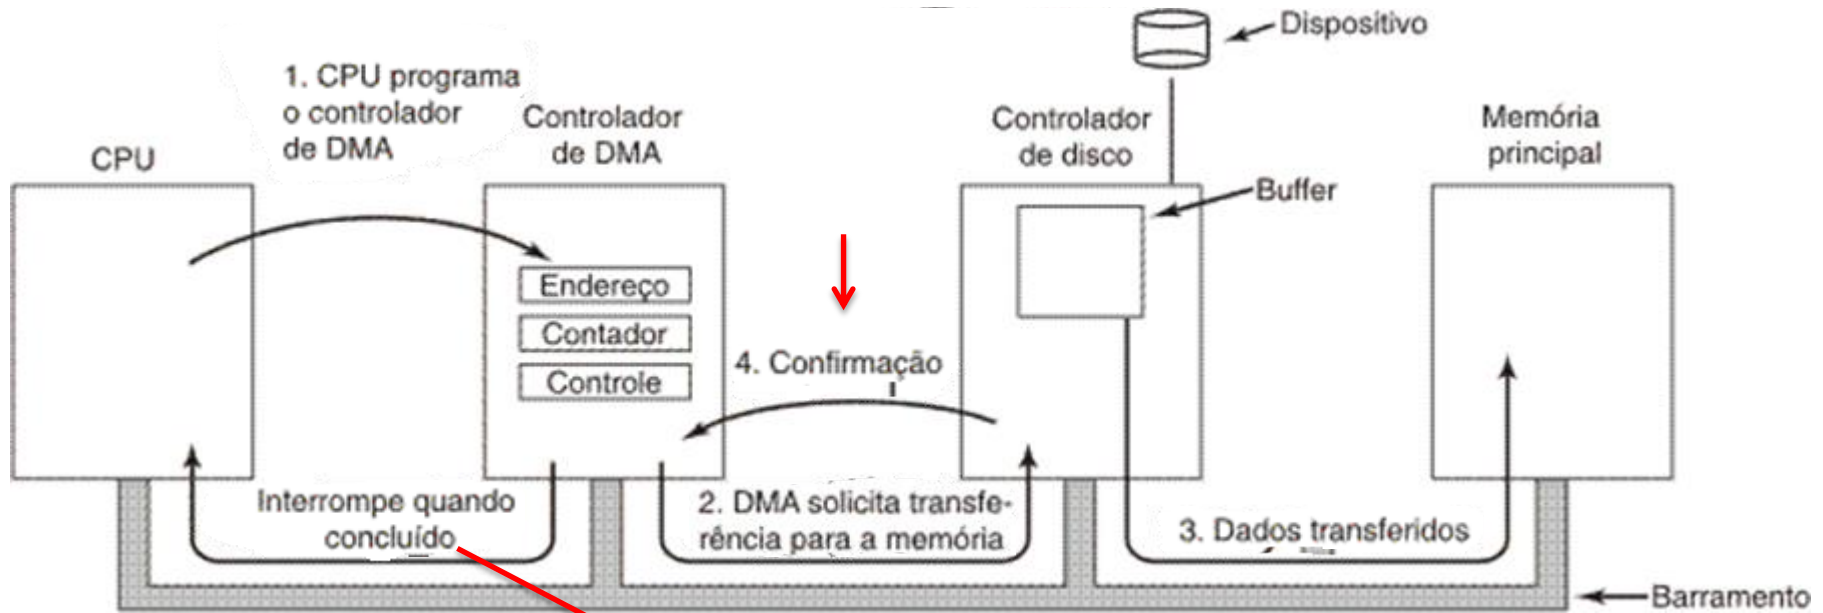 Dispositivo
1. CPU programa
o controlador
de DMA
CPU
Controlador
de DMA
Controlador
de disco
Memória
principal
Buffer
Endereço
Contador
Controle
4. Confirmação
Interrompe quando
concluído
2. DMA solicita transfe-
rência para a memória
3. Dados transferidos
Barramento